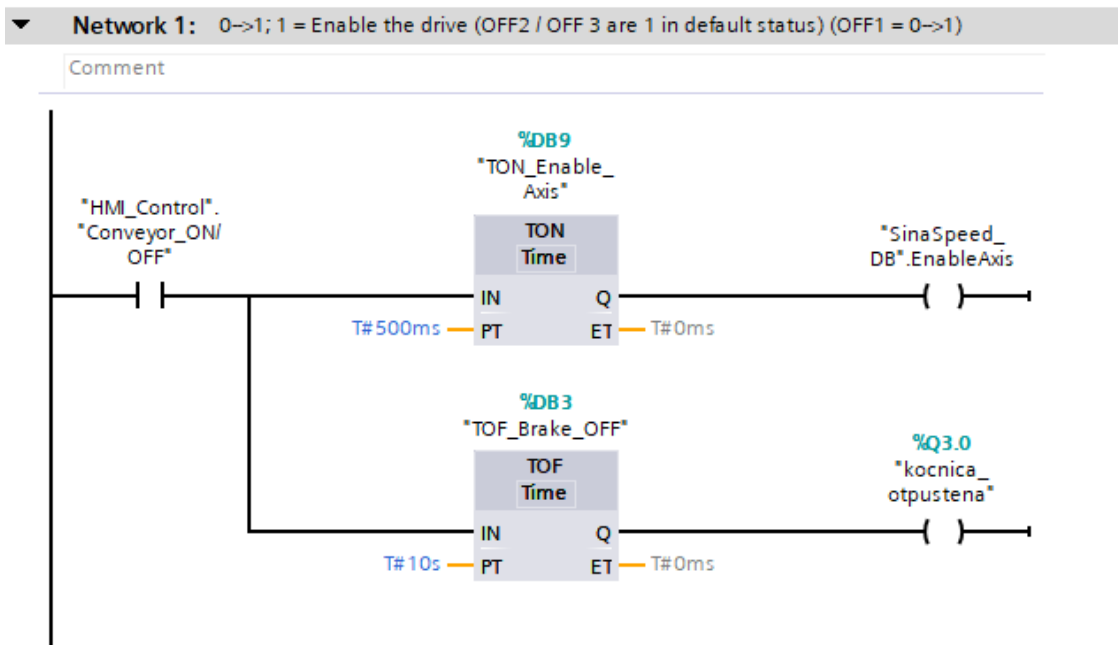 Network 1: 0-->1; 1 = Enable the drive (OFF2 / OFF 3 are 1 in default status) (OFF1 = 0-->1)
Comment
%DB9
"TON_Enable_
Axis"
"HMI_Control".
"Conveyor_ON/
OFF"
TON
Time
"SinaSpeed_
DB".EnableAxis
IN Q
T#500ms PT ET T#0ms
%DB3
"TOF_Brake_OFF"
TOF
Time
%Q3.0
"kocnica_
otpustena"
IN Q
T#10s PT ET T#0ms